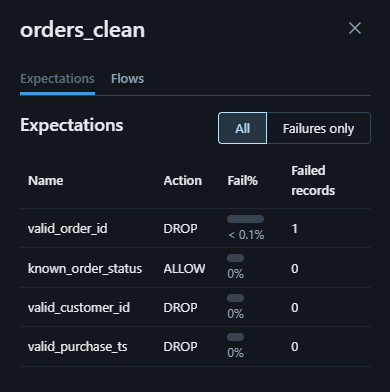 orders_clean
Expectations Flows
Expectations All Failures only
Name Action Fail% Failed records
valid_order_id DROP < 0.1% 1
known_order_status ALLOW 0% 0
valid_customer_id DROP 0% 0
valid_purchase_ts DROP 0% 0